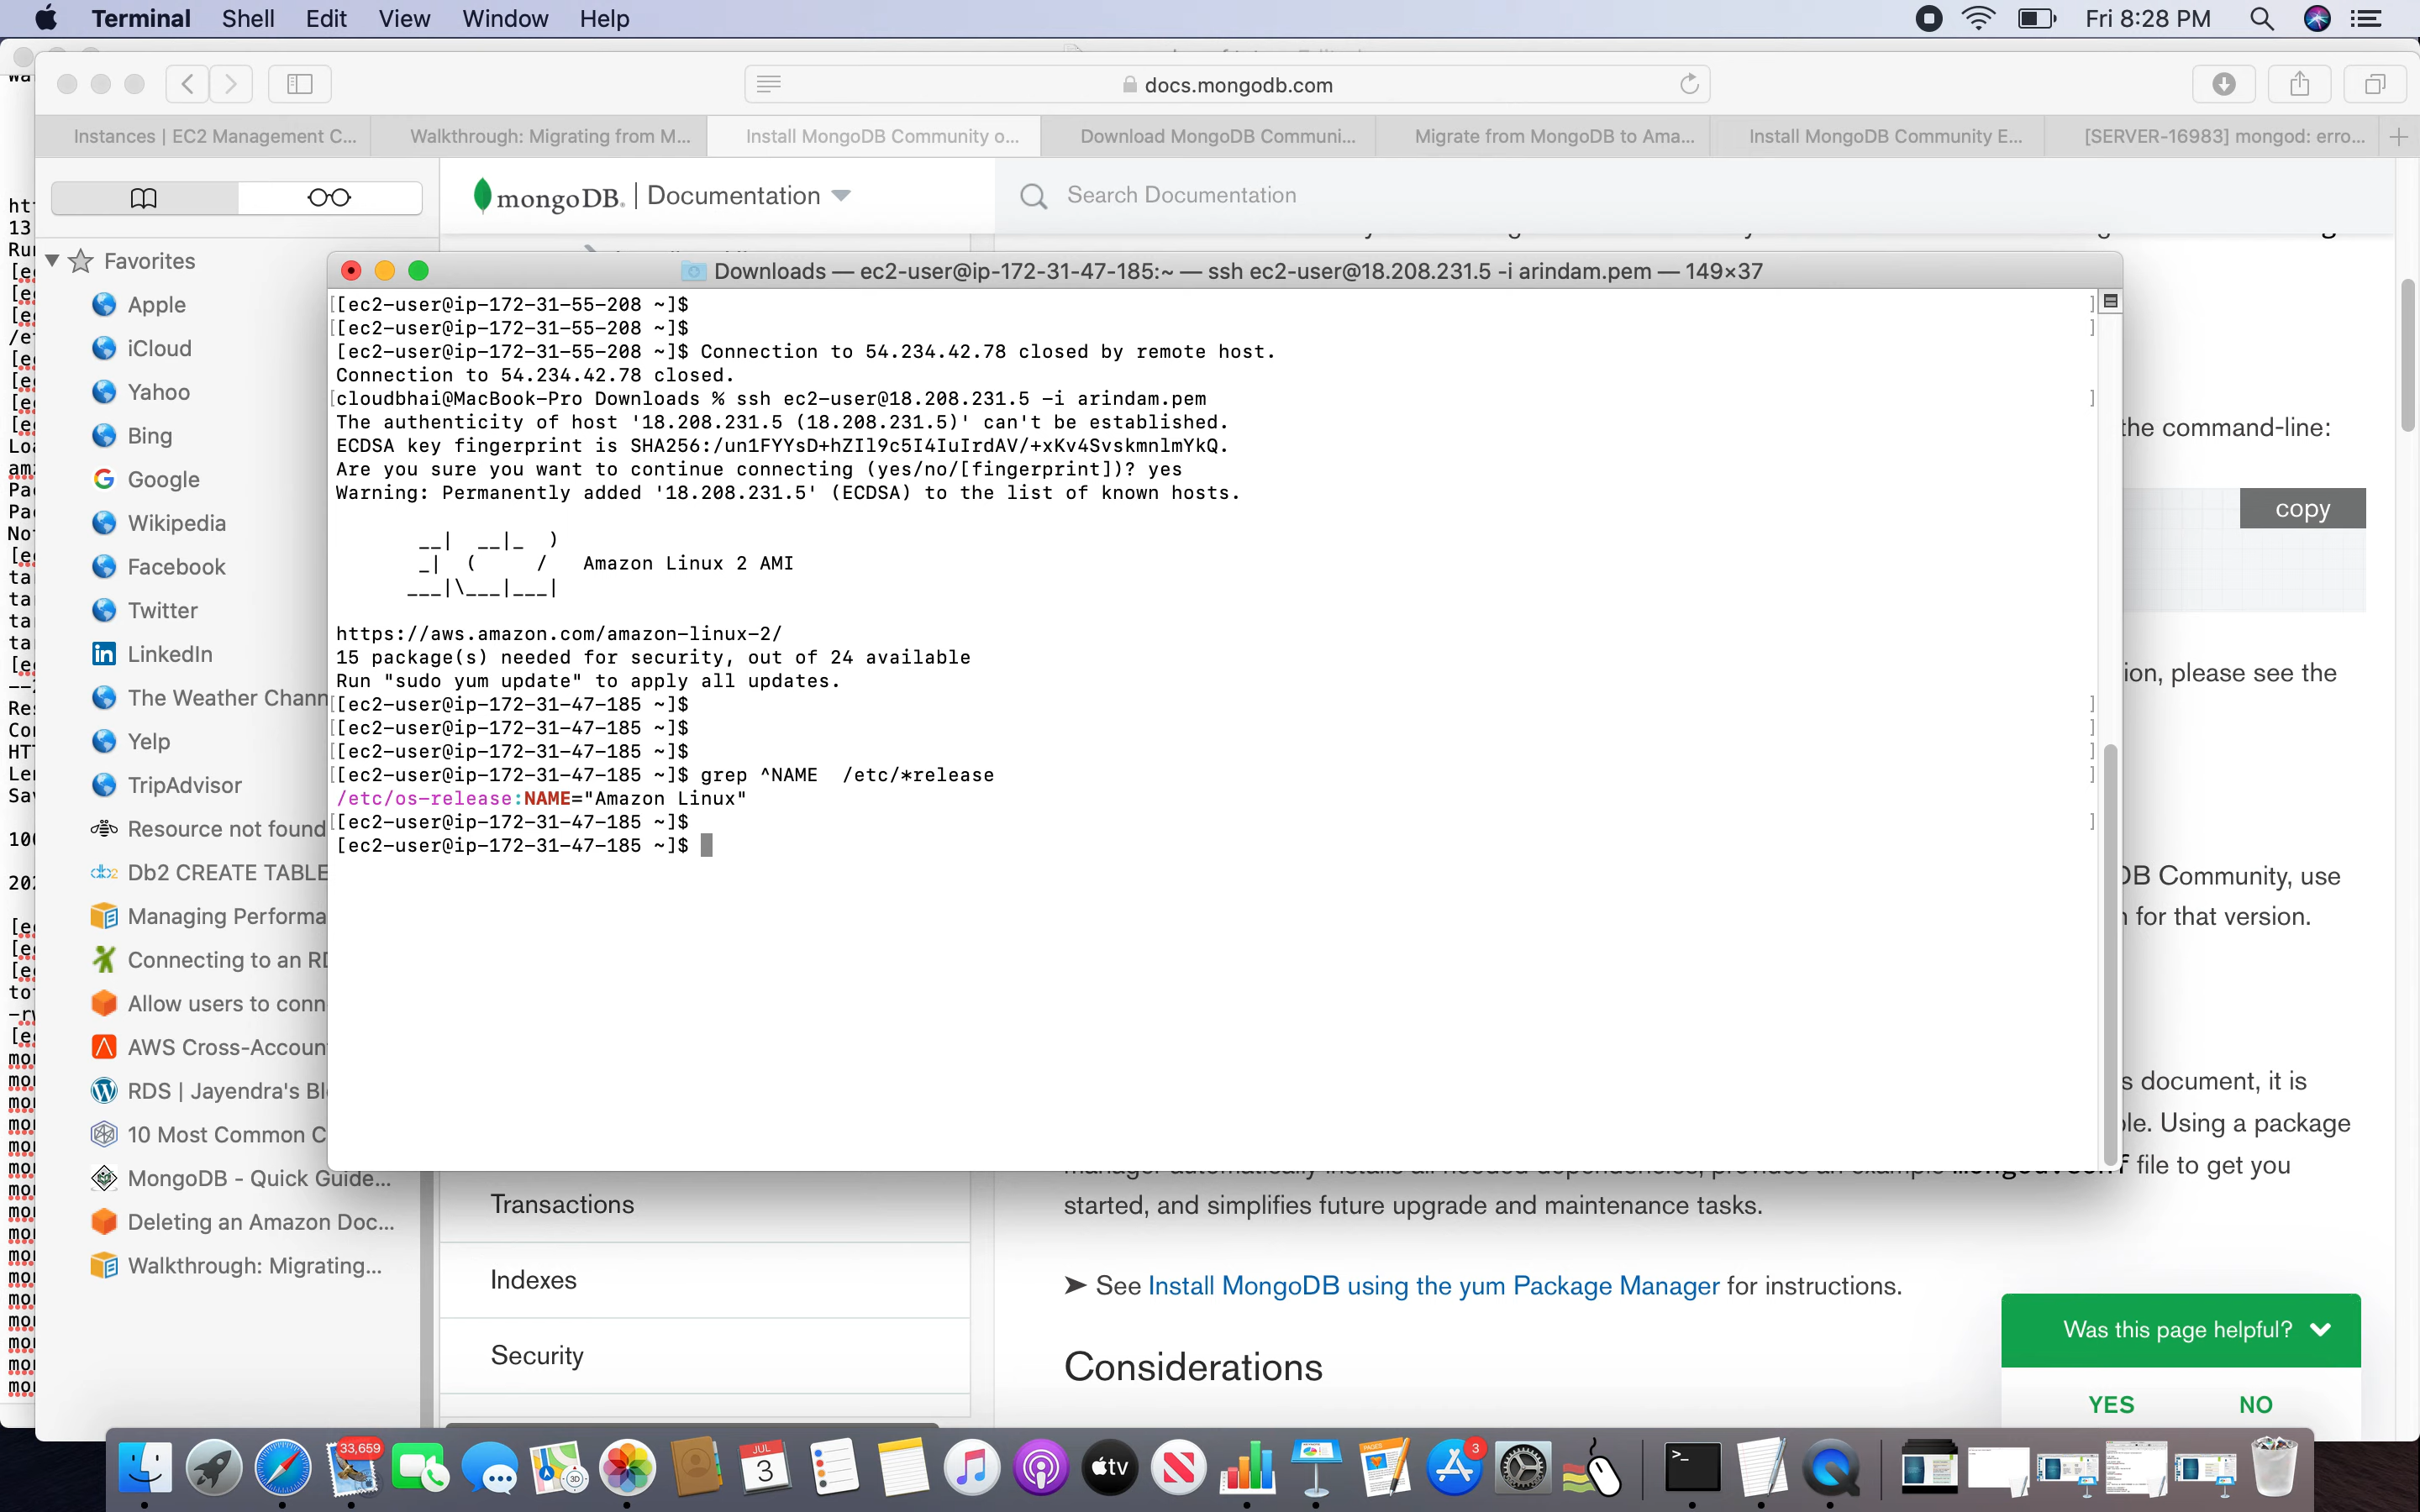 Terminal Shell Edit View Window Help Fri 8:28 PM
docs.mongodb.com
Instances | EC2 Management C... Walkthrough: Migrating from M... Install MongoDB Community o... Download MongoDB Communi... Migrate from MongoDB to Ama... Install MongoDB Community E... [SERVER-16983] mongod: erro...
mongoDB. Documentation Search Documentation
Favorites
Apple
iCloud
Yahoo
Bing
Google
Wikipedia
Facebook
Twitter
LinkedIn
The Weather Chann
Yelp
TripAdvisor
Resource not found
Db2 CREATE TABLE
Managing Performa
Connecting to an RD
Allow users to conn
AWS Cross-Accoun
RDS | Jayendra's Bl
10 Most Common C
MongoDB - Quick Guide...
Deleting an Amazon Doc...
Walkthrough: Migrating...
Downloads — ec2-user@ip-172-31-47-185:~ — ssh ec2-user@18.208.231.5 -i arindam.pem — 149×37
[ec2-user@ip-172-31-55-208 ~]$
[ec2-user@ip-172-31-55-208 ~]$
[ec2-user@ip-172-31-55-208 ~]$ Connection to 54.234.42.78 closed by remote host.
Connection to 54.234.42.78 closed.
cloudbhai@MacBook-Pro Downloads % ssh ec2-user@18.208.231.5 -i arindam.pem
The authenticity of host '18.208.231.5 (18.208.231.5)' can't be established.
ECDSA key fingerprint is SHA256:/un1FYYsD+hZIl9c5I4IuIrdAV/+xKv4SvskmnlmYkQ.
Are you sure you want to continue connecting (yes/no/[fingerprint])? yes
Warning: Permanently added '18.208.231.5' (ECDSA) to the list of known hosts.
__| __|_ )
_| ( / Amazon Linux 2 AMI
___|\___|___|
https://aws.amazon.com/amazon-linux-2/
15 package(s) needed for security, out of 24 available
Run "sudo yum update" to apply all updates.
[ec2-user@ip-172-31-47-185 ~]$
[ec2-user@ip-172-31-47-185 ~]$
[ec2-user@ip-172-31-47-185 ~]$
[ec2-user@ip-172-31-47-185 ~]$ grep ^NAME /etc/*release
/etc/os-release:NAME="Amazon Linux"
[ec2-user@ip-172-31-47-185 ~]$
[ec2-user@ip-172-31-47-185 ~]$
the command-line:
copy
ion, please see the
DB Community, use
for that version.
s document, it is
ble. Using a package
file to get you
started, and simplifies future upgrade and maintenance tasks.
➤ See Install MongoDB using the yum Package Manager for instructions.
Considerations
Transactions
Indexes
Security
Was this page helpful?
YES NO
33,659
JUL
3
3D
tv
PAGES
3
>_